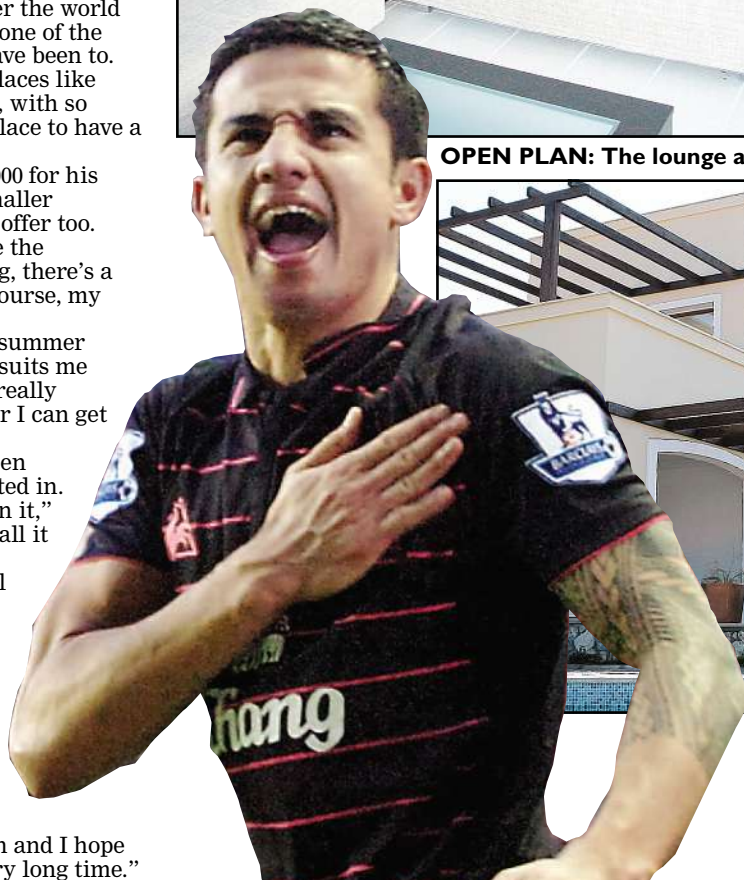 er the world
one of the
ave been to.
laces like
, with so
lace to have a
00 for his
naller
offer too.
e the
g, there's a
ourse, my
summer
suits me
really
r I can get
en
ted in.
n it,”
all it
l
n and I hope
ry long time.”
OPEN PLAN: The lounge a
BARCLAYS
Chang